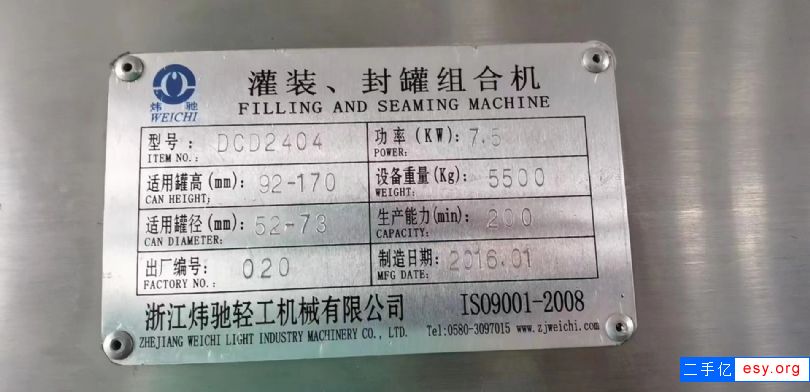 灌装、封罐组合机
FILLING AND SEAMING MACHINE
炜 驰
WEICHI
型号: DCD2404
ITEM NO.:
功率(KW): 7.5
POWER:
适用罐高(mm): 92-170
CAN HEIGHT;
设备重量(Kg): 5500
WEIGHT:
适用罐径(mm): 52-73
CAN DIAMETER:
生产能力(min): 200
CAPACITY:
出厂编号: 020
FACTORY NO.:
制造日期: 2016.01
MFG DATE:
浙江炜驰轻工机械有限公司 ISO9001-2008
ZHEJIANG WEICHI LIGHT INDUSTRY MACHINERY CO., LTD. Tel:0580-3097015 www.zjweichi.com
二手亿 esy.org